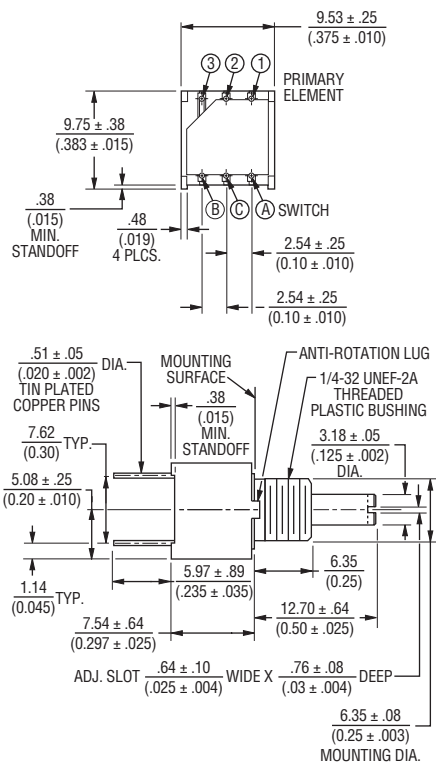 9.53 ± .25
(.375 ± .010)
3 2 1
PRIMARY
ELEMENT
9.75 ± .38
(.383 ± .015)
.38
(.015)
MIN.
STANDOFF
.48
(.019)
4 PLCS.
B C A SWITCH
2.54 ± .25
(0.10 ± .010)
2.54 ± .25
(0.10 ± .010)
.51 ± .05
(.020 ± .002)
DIA.
TIN PLATED
COPPER PINS
MOUNTING
SURFACE
ANTI-ROTATION LUG
1/4-32 UNEF-2A
THREADED
PLASTIC BUSHING
.38
(.015)
MIN.
STANDOFF
7.62
(0.30)
TYP.
3.18 ± .05
(.125 ± .002)
DIA.
5.08 ± .25
(0.20 ± .010)
1.14
(0.045)
TYP.
5.97 ± .89
(.235 ± .035)
6.35
(0.25)
7.54 ± .64
(0.297 ± .025)
12.70 ± .64
(0.50 ± .025)
ADJ. SLOT .64 ± .10 WIDE X .76 ± .08 DEEP
(.025 ± .004) (.03 ± .004)
6.35 ± .08
(0.25 ± .003)
MOUNTING DIA.